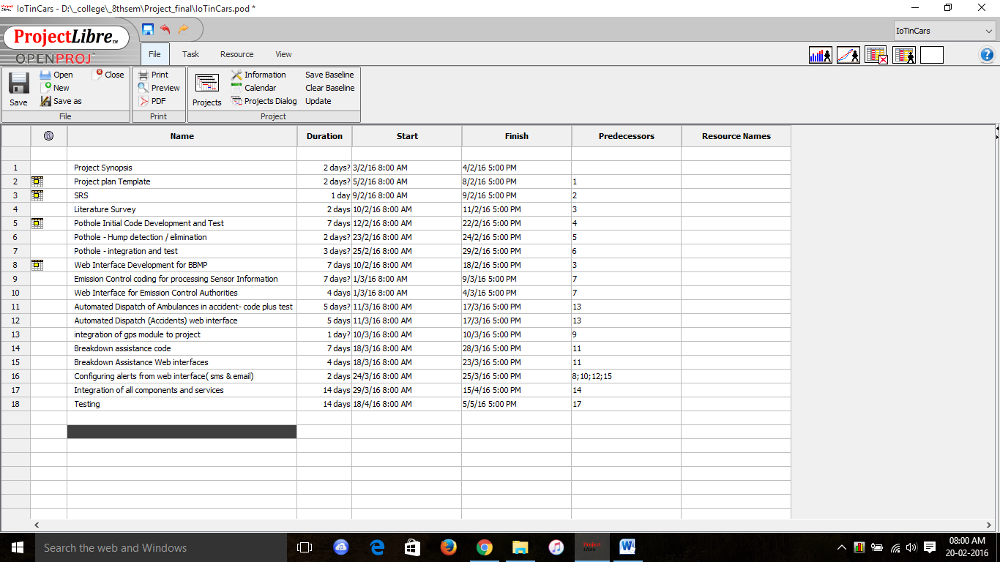 IoTinCars - D:\_college\_8thsem\Project_final\IoTinCars.pod *
ProjectLibre TM
OPENPROJ
IoTinCars
File Task Resource View
Save
Open
New
Save as
Close
File
Print
Preview
PDF
Print
Projects
Information
Calendar
Projects Dialog
Save Baseline
Clear Baseline
Update
Project
Name Duration Start Finish Predecessors Resource Names
1 Project Synopsis 2 days? 3/2/16 8:00 AM 4/2/16 5:00 PM
2 Project plan Template 2 days? 5/2/16 8:00 AM 8/2/16 5:00 PM 1
3 SRS 1 day 9/2/16 8:00 AM 9/2/16 5:00 PM 2
4 Literature Survey 2 days 10/2/16 8:00 AM 11/2/16 5:00 PM 3
5 Pothole Initial Code Development and Test 7 days 12/2/16 8:00 AM 22/2/16 5:00 PM 4
6 Pothole - Hump detection / elimination 2 days? 23/2/16 8:00 AM 24/2/16 5:00 PM 5
7 Pothole - integration and test 3 days? 25/2/16 8:00 AM 29/2/16 5:00 PM 6
8 Web Interface Development for BBMP 7 days 10/2/16 8:00 AM 18/2/16 5:00 PM 3
9 Emission Control coding for processing Sensor Information 7 days? 1/3/16 8:00 AM 9/3/16 5:00 PM 7
10 Web Interface for Emission Control Authorities 4 days 1/3/16 8:00 AM 4/3/16 5:00 PM 7
11 Automated Dispatch of Ambulances in accident- code plus test 5 days? 11/3/16 8:00 AM 17/3/16 5:00 PM 13
12 Automated Dispatch (Accidents) web interface 5 days 11/3/16 8:00 AM 17/3/16 5:00 PM 13
13 integration of gps module to project 1 day? 10/3/16 8:00 AM 10/3/16 5:00 PM 9
14 Breakdown assistance code 7 days 18/3/16 8:00 AM 28/3/16 5:00 PM 11
15 Breakdown Assistance Web interfaces 4 days 18/3/16 8:00 AM 23/3/16 5:00 PM 11
16 Configuring alerts from web interface( sms & email) 2 days 24/3/16 8:00 AM 25/3/16 5:00 PM 8;10;12;15
17 Integration of all components and services 14 days 29/3/16 8:00 AM 15/4/16 5:00 PM 14
18 Testing 14 days 18/4/16 8:00 AM 5/5/16 5:00 PM 17
Search the web and Windows
08:00 AM
20-02-2016